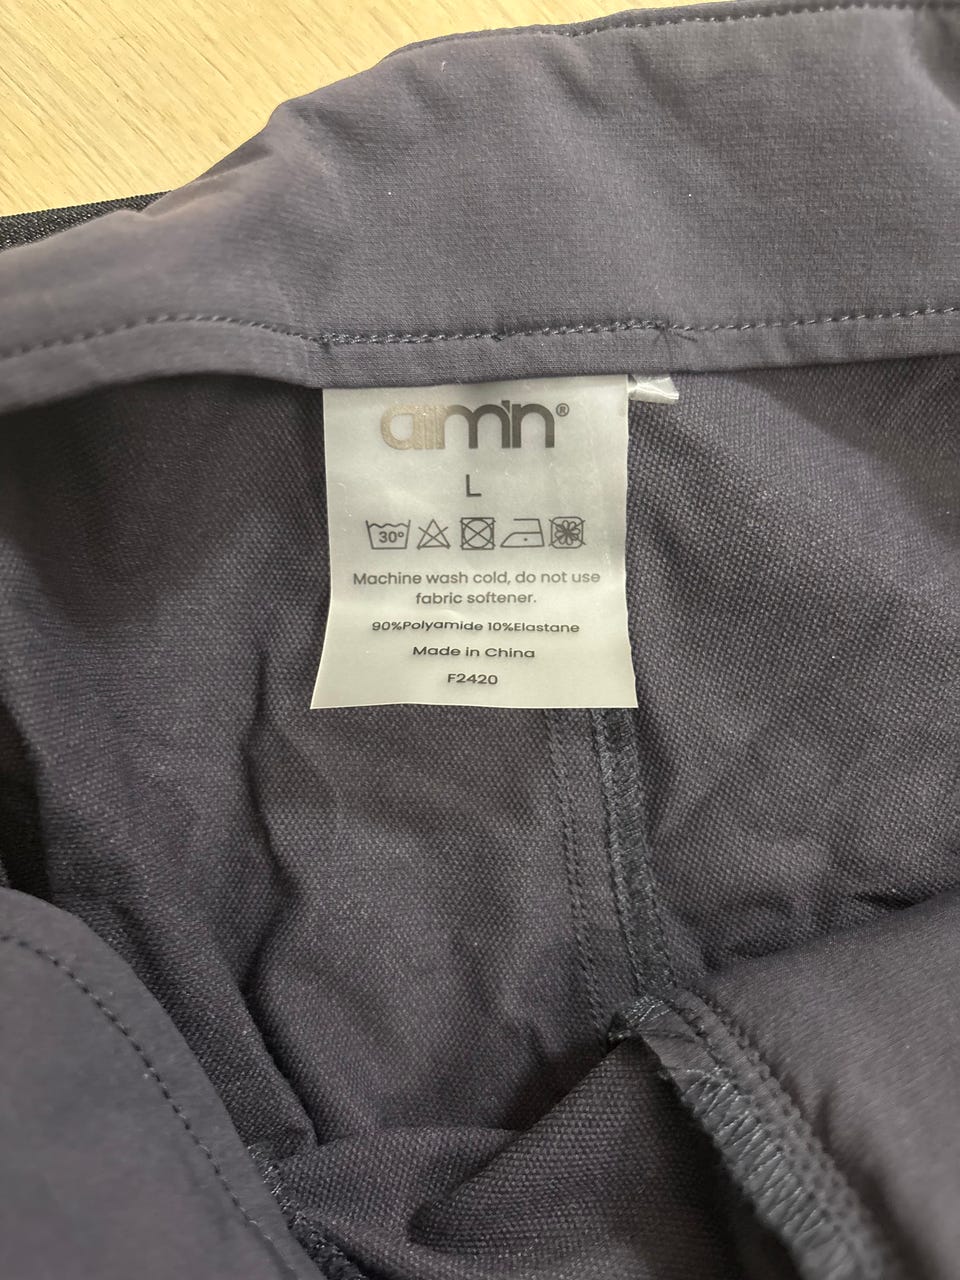 aim'n®
L
30°
Machine wash cold, do not use
fabric softener.
90%Polyamide 10%Elastane
Made in China
F2420